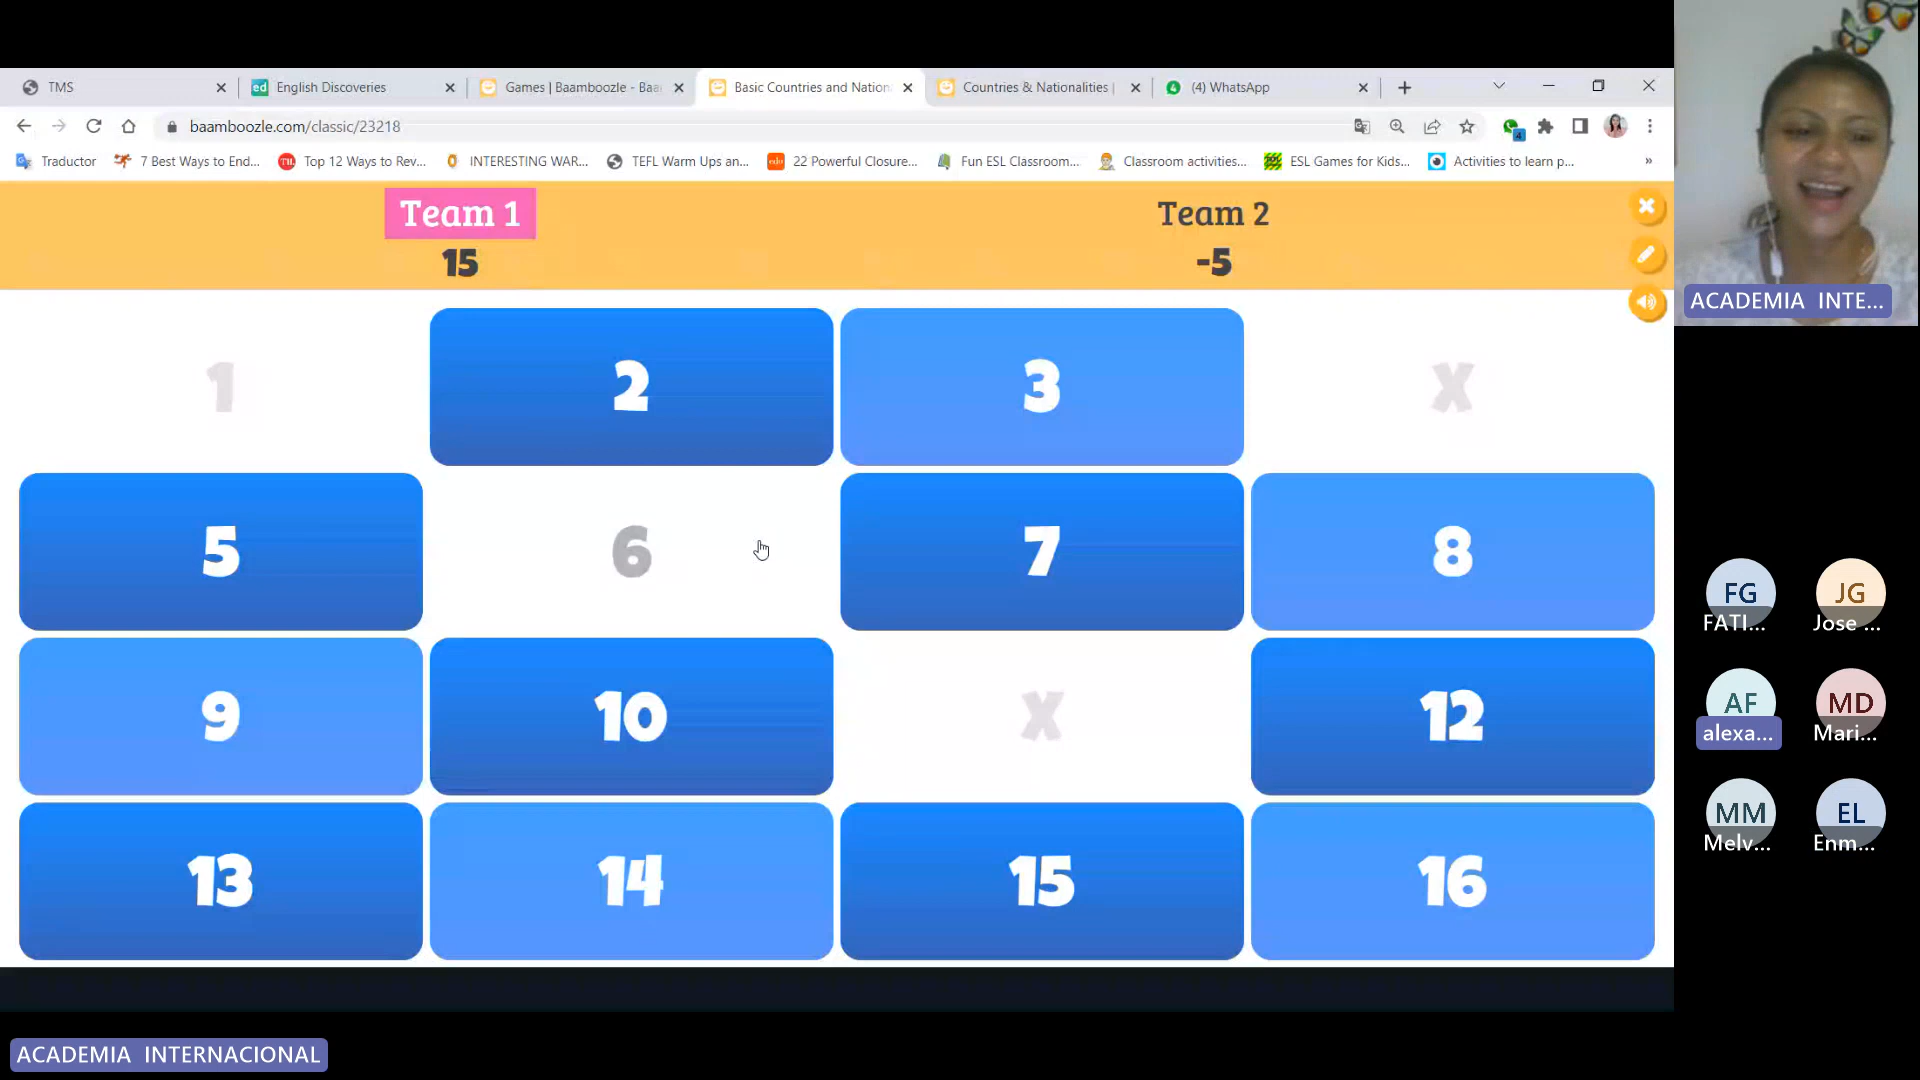 TMS
English Discoveries
Games | Baamboozle - Baa
Basic Countries and Nation
Countries & Nationalities |
(4) WhatsApp
baamboozle.com/classic/23218
4
Traductor
7 Best Ways to End...
Top 12 Ways to Rev...
INTERESTING WAR...
TEFL Warm Ups an...
22 Powerful Closure...
Fun ESL Classroom...
Classroom activities...
ESL Games for Kids...
Activities to learn p...
»
Team 1
15
Team 2
-5
1
2
3
X
5
6
7
8
9
10
X
12
13
14
15
16
ACADEMIA INTE...
FG
FATI...
JG
Jose ...
AF
alexa...
MD
Mari...
MM
Melv...
EL
Enm...
ACADEMIA INTERNACIONAL